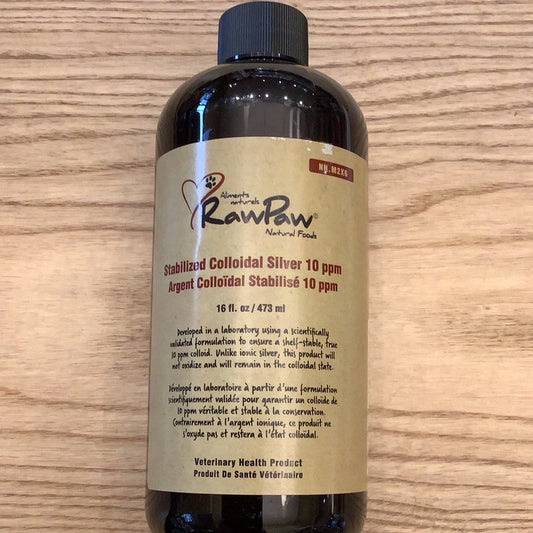 NN.M2X6
Aliments
naturels
RawPaw®
Natural Foods
Stabilized Colloidal Silver 10 ppm
Argent Colloïdal Stabilisé 10 ppm
16 fl. oz / 473 ml
Developed in a laboratory using a scientifically
validated formulation to ensure a shelf-stable, true
10 ppm colloid. Unlike ionic silver, this product will
not oxidize and will remain in the colloidal state.
Développé en laboratoire à partir d'une formulation
scientifiquement validée pour garantir un colloïde de
10 ppm véritable et stable à la conservation.
Contrairement à l'argent ionique, ce produit ne
s'oxyde pas et restera à l'état colloïdal.
Veterinary Health Product
Produit De Santé Vétérinaire